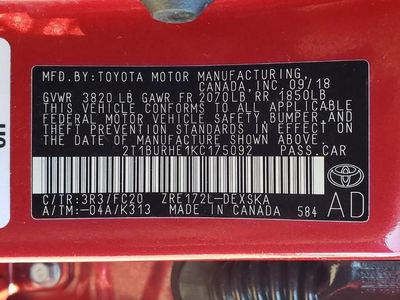 MFD.BY:TOYOTA MOTOR MANUFACTURING,
CANADA,INC. 09/18
GVWR 3820 LB GAWR FR 2070LB RR 1850LB
THIS VEHICLE CONFORMS TO ALL APPLICABLE
FEDERAL MOTOR VEHICLE SAFETY, BUMPER, AND
THEFT PREVENTION STANDARDS IN EFFECT ON
THE DATE OF MANUFACTURE SHOWN ABOVE.
2T1BURHE1KC175092 PASS.CAR
C/TR:3R3/FC20 ZRE172L-DEXSKA
A/TM:-04A/K313 MADE IN CANADA 584
AD